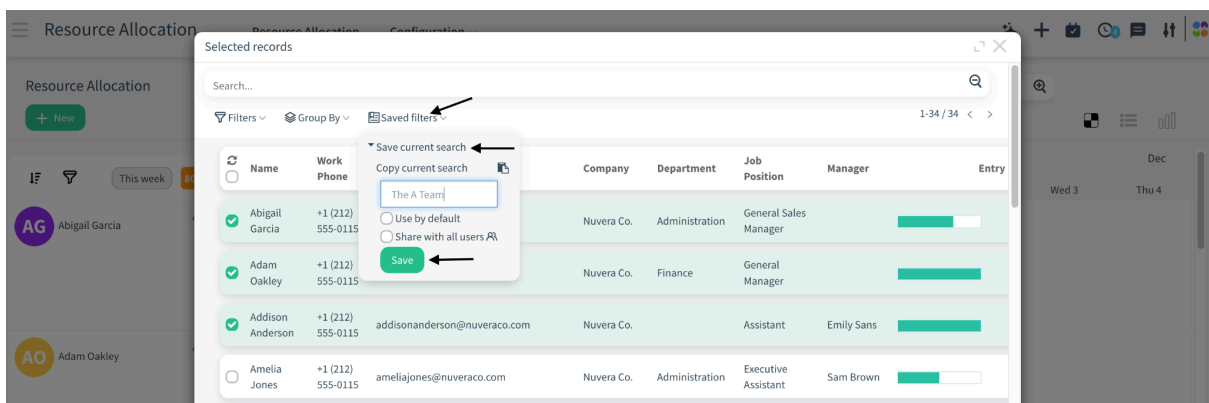 Resource Allocation
Selected records
Resource Allocation
+ New
Search...
Filters
Group By
Saved filters
1-34 / 34
Save current search
Copy current search
The A Team
Use by default
Share with all users
Save
This week
Dec
Wed 3
Thu 4
Name
Work Phone
Company
Department
Job Position
Manager
Entry
AG
Abigail Garcia
Abigail Garcia
+1 (212) 555-0115
Nuvera Co.
Administration
General Sales Manager
Adam Oakley
+1 (212) 555-0115
Nuvera Co.
Finance
General Manager
Addison Anderson
+1 (212) 555-0115
addisonanderson@nuveraco.com
Nuvera Co.
Assistant
Emily Sans
AO
Adam Oakley
Amelia Jones
+1 (212) 555-0115
ameliajones@nuveraco.com
Nuvera Co.
Administration
Executive Assistant
Sam Brown